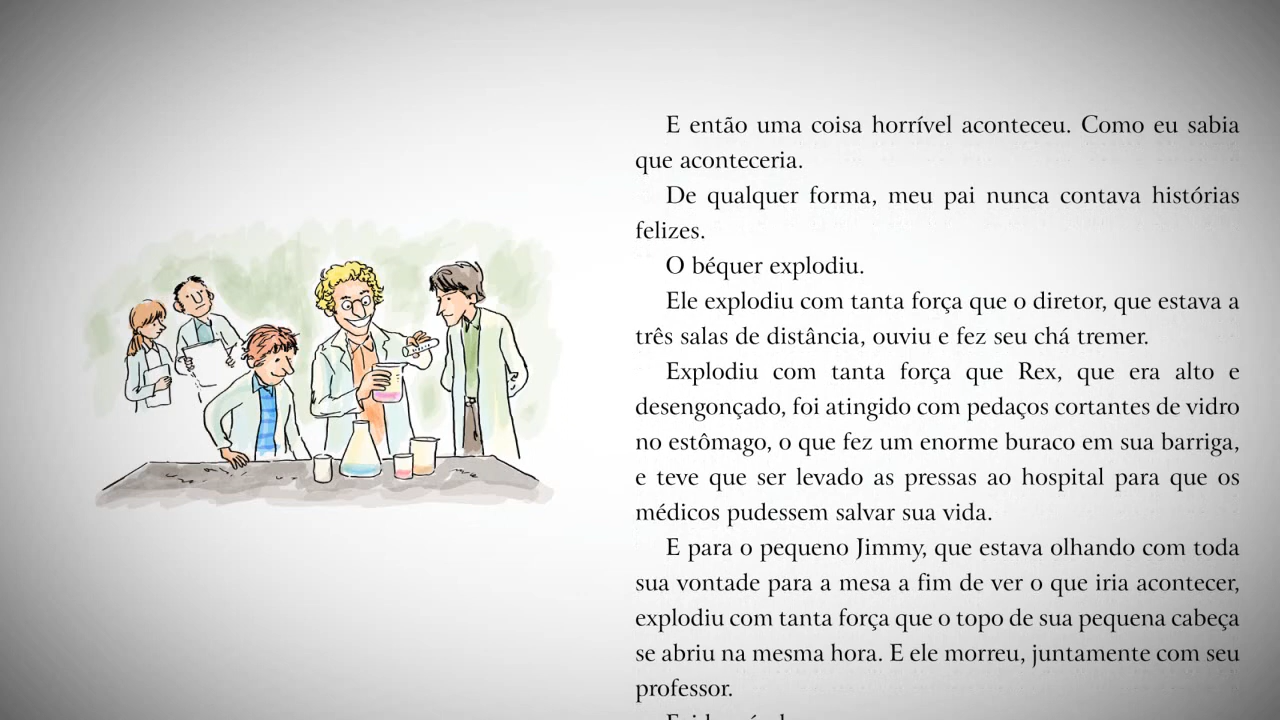 E então uma coisa horrível aconteceu. Como eu sabia
que aconteceria.
De qualquer forma, meu pai nunca contava histórias
felizes.
O béquer explodiu.
Ele explodiu com tanta força que o diretor, que estava a
três salas de distância, ouviu e fez seu chá tremer.
Explodiu com tanta força que Rex, que era alto e
desengonçado, foi atingido com pedaços cortantes de vidro
no estômago, o que fez um enorme buraco em sua barriga,
e teve que ser levado as pressas ao hospital para que os
médicos pudessem salvar sua vida.
E para o pequeno Jimmy, que estava olhando com toda
sua vontade para a mesa a fim de ver o que iria acontecer,
explodiu com tanta força que o topo de sua pequena cabeça
se abriu na mesma hora. E ele morreu, juntamente com seu
professor.